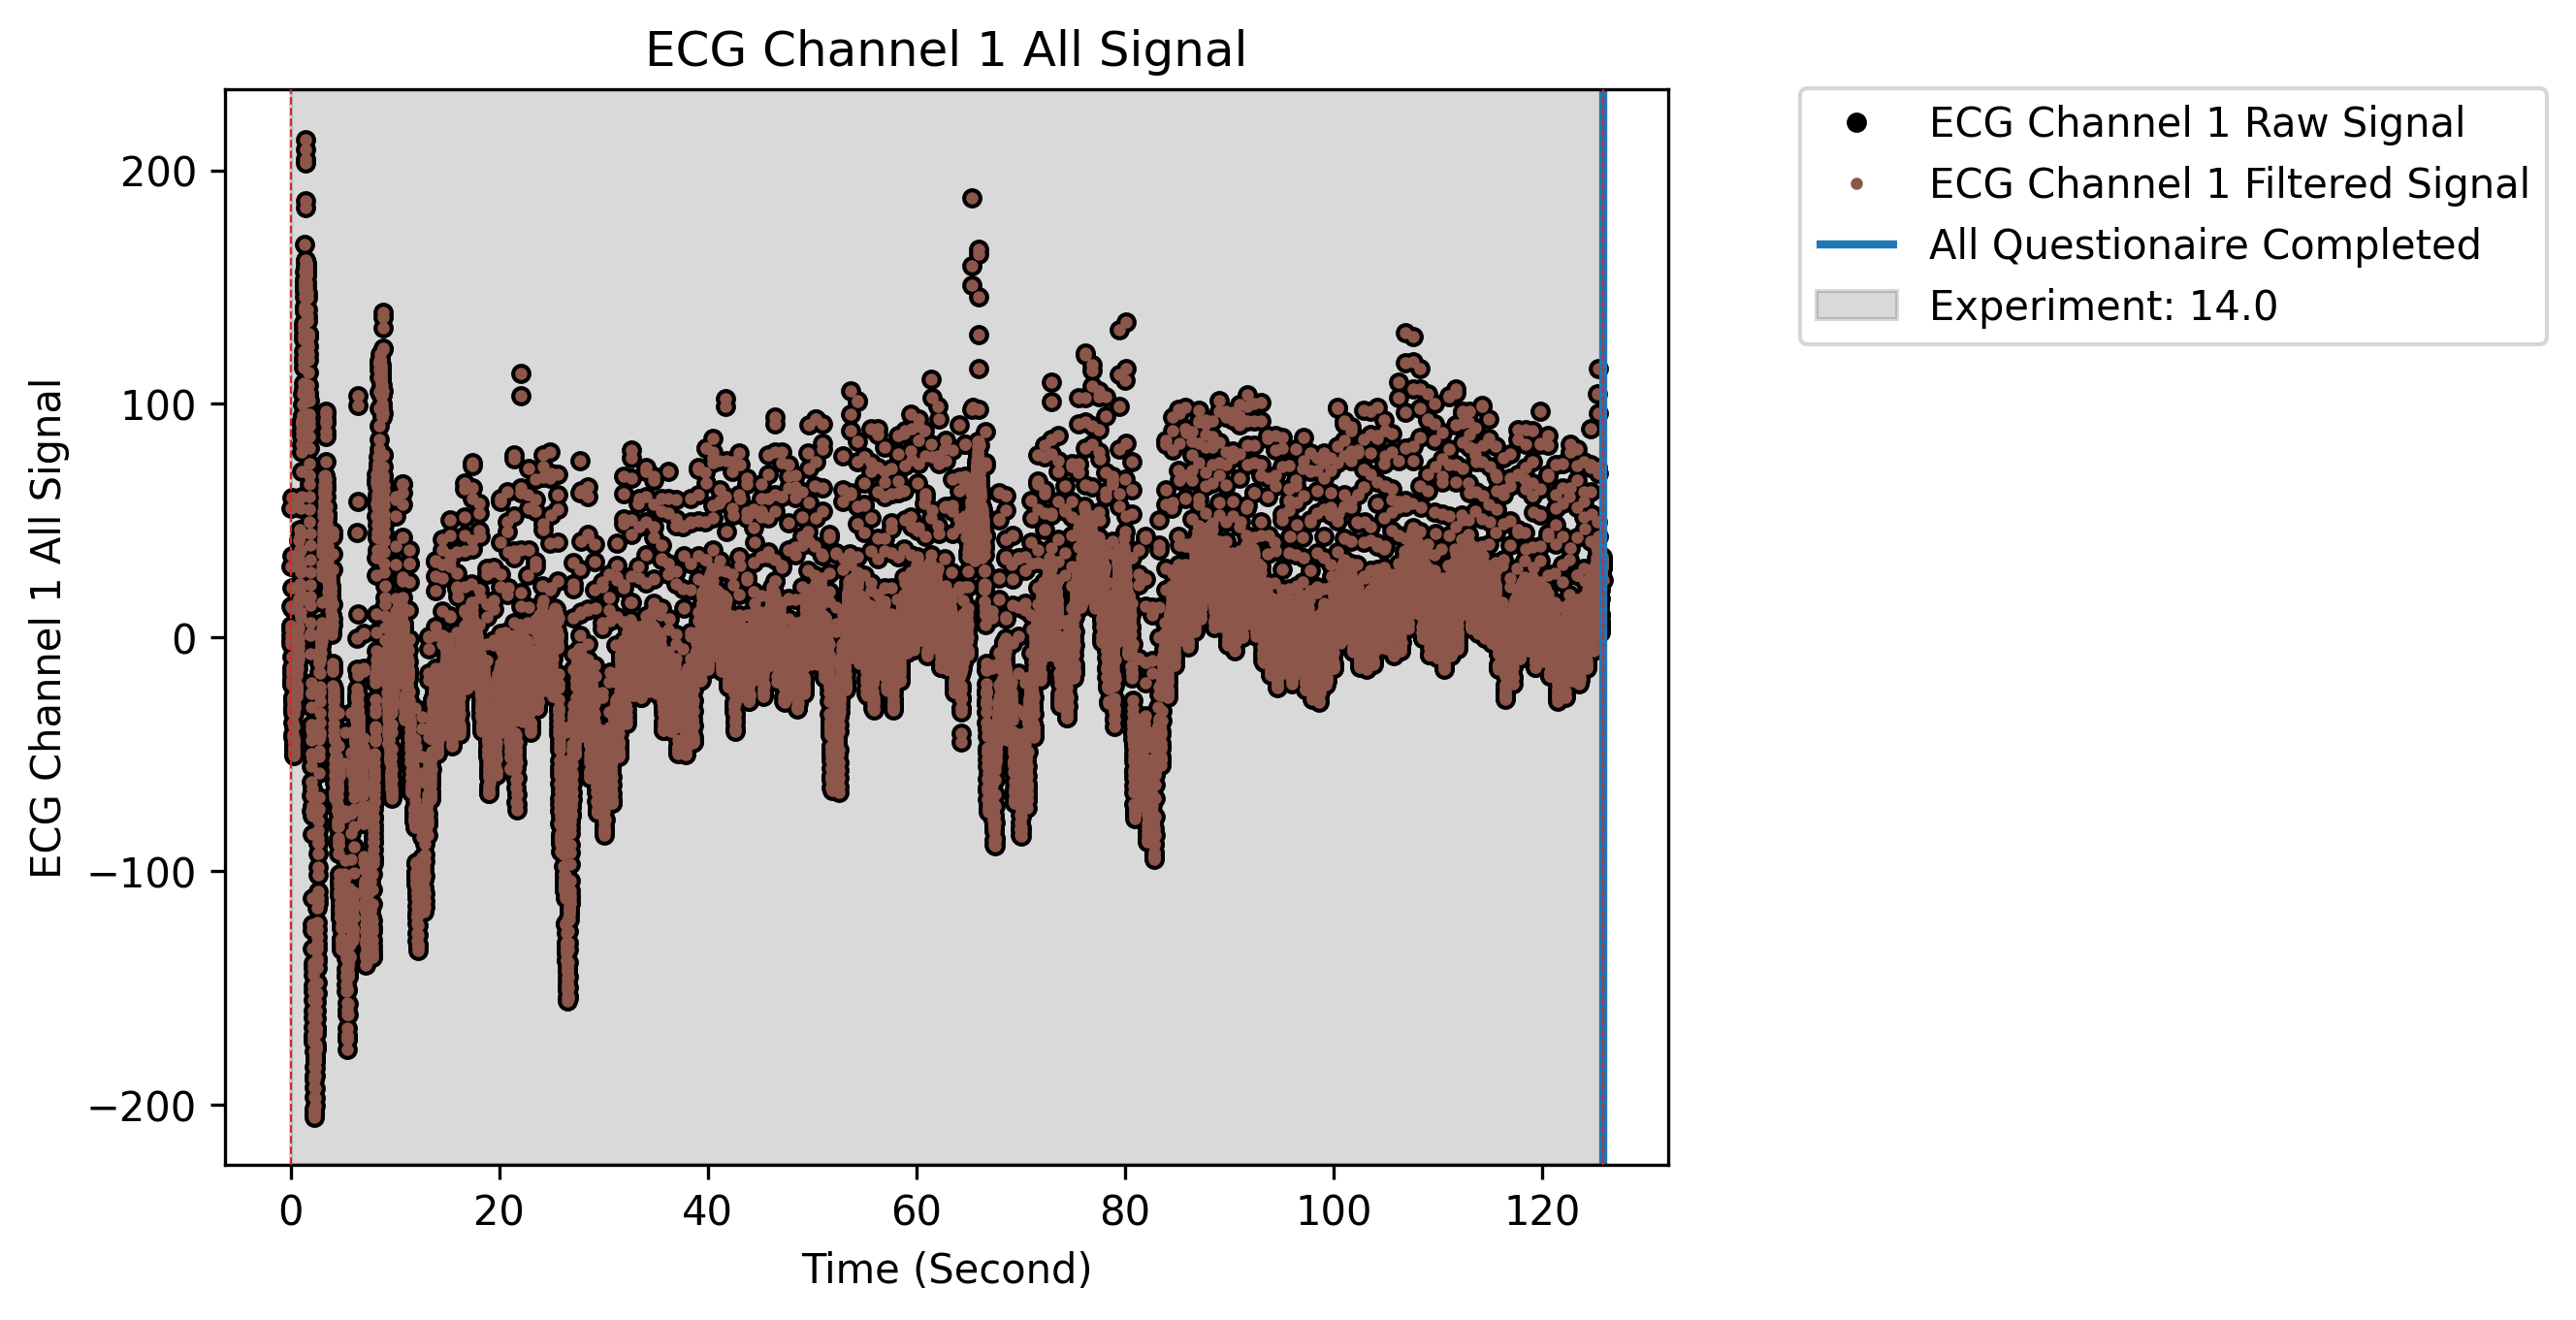 ECG Channel 1 All Signal
ECG Channel 1 Raw Signal
ECG Channel 1 Filtered Signal
All Questionaire Completed
Experiment: 14.0
ECG Channel 1 All Signal
200
100
0
−100
−200
0 20 40 60 80 100 120
Time (Second)